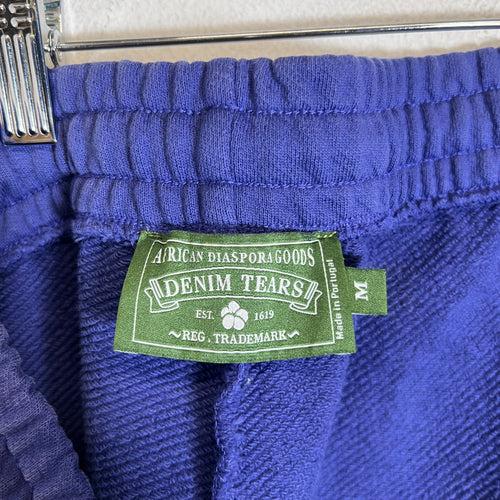 AFRICAN DIASPORA GOODS
DENIM TEARS
EST. 1619
~REG. TRADEMARK~
Made in Portugal
M